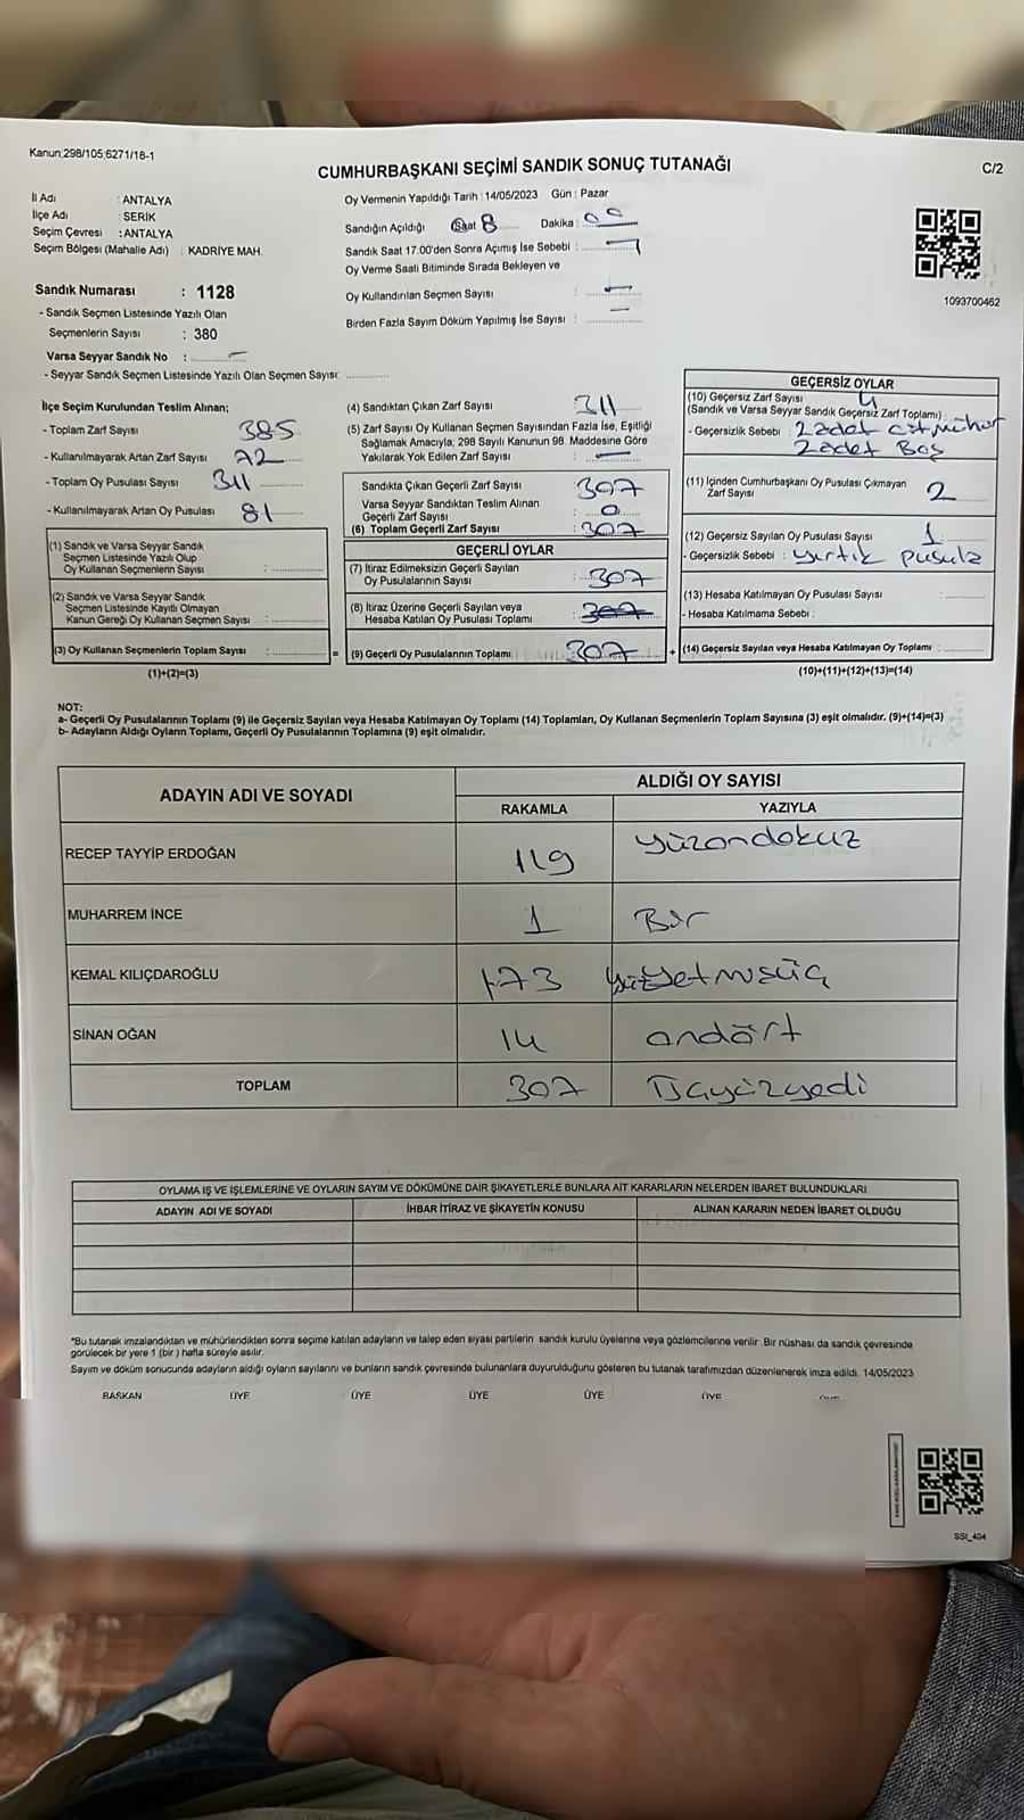 Kanun:298/105;6271/18-1
CUMHURBAŞKANI SEÇİMİ SANDIK SONUÇ TUTANAĞI
C/2
İl Adı : ANTALYA
İlçe Adı : SERİK
Seçim Çevresi : ANTALYA
Seçim Bölgesi (Mahalle Adı) : KADRİYE MAH.
Oy Vermenin Yapıldığı Tarih : 14/05/2023 Gün : Pazar
Sandığın Açıldığı Saat 8 Dakika : 00
Sandık Saat 17.00'den Sonra Açımış İse Sebebi : -
Oy Verme Saati Bitiminde Sırada Bekleyen ve
Oy Kullandırılan Seçmen Sayısı : -
Birden Fazla Sayım Döküm Yapılmış İse Sayısı : -
1093700462
Sandık Numarası : 1128
- Sandık Seçmen Listesinde Yazılı Olan
Seçmenlerin Sayısı : 380
Varsa Seyyar Sandık No : -
- Seyyar Sandık Seçmen Listesinde Yazılı Olan Seçmen Sayısı:
İlçe Seçim Kurulundan Teslim Alınan;
- Toplam Zarf Sayısı 385
- Kullanılmayarak Artan Zarf Sayısı 72
- Toplam Oy Pusulası Sayısı 311
- Kullanılmayarak Artan Oy Pusulası 81
(1) Sandık ve Varsa Seyyar Sandık
Seçmen Listesinde Yazılı Olup
Oy Kullanan Seçmenlerin Sayısı :
(2) Sandık ve Varsa Seyyar Sandık
Seçmen Listesinde Kayıtlı Olmayan
Kanun Gereği Oy Kullanan Seçmen Sayısı :
(3) Oy Kullanan Seçmenlerin Toplam Sayısı :
(1)+(2)=(3)
(4) Sandıktan Çıkan Zarf Sayısı 311
(5) Zarf Sayısı Oy Kullanan Seçmen Sayısından Fazla İse, Eşitliği
Sağlamak Amacıyla; 298 Sayılı Kanunun 98. Maddesine Göre
Yakılarak Yok Edilen Zarf Sayısı : -
Sandıkta Çıkan Geçerli Zarf Sayısı : 307
Varsa Seyyar Sandıktan Teslim Alınan
Geçerli Zarf Sayısı : 0
(6) Toplam Geçerli Zarf Sayısı : 307
GEÇERLİ OYLAR
(7) İtiraz Edilmeksizin Geçerli Sayılan
Oy Pusulalarının Sayısı : 307
(8) İtiraz Üzerine Geçerli Sayılan veya
Hesaba Katılan Oy Pusulası Toplamı : 307
(9) Geçerli Oy Pusulalarının Toplamı 307
GEÇERSİZ OYLAR
(10) Geçersiz Zarf Sayısı 4
(Sandık ve Varsa Seyyar Sandık Geçersiz Zarf Toplamı) :
- Geçersizlik Sebebi : 2 adet çift mühür
2 adet Boş
(11) İçinden Cumhurbaşkanı Oy Pusulası Çıkmayan
Zarf Sayısı 2
(12) Geçersiz Sayılan Oy Pusulası Sayısı 1
- Geçersizlik Sebebi : yırtık pusula
(13) Hesaba Katılmayan Oy Pusulası Sayısı :
- Hesaba Katılmama Sebebi :
(14) Geçersiz Sayılan veya Hesaba Katılmayan Oy Toplamı :
(10)+(11)+(12)+(13)=(14)
NOT:
a- Geçerli Oy Pusulalarının Toplamı (9) ile Geçersiz Sayılan veya Hesaba Katılmayan Oy Toplamı (14) Toplamları, Oy Kullanan Seçmenlerin Toplam Sayısına (3) eşit olmalıdır. (9)+(14)=(3)
b- Adayların Aldığı Oyların Toplamı, Geçerli Oy Pusulalarının Toplamına (9) eşit olmalıdır.
ADAYIN ADI VE SOYADI
ALDIĞI OY SAYISI
RAKAMLA YAZIYLA
RECEP TAYYİP ERDOĞAN 119 yüzondokuz
MUHARREM İNCE 1 Bir
KEMAL KILIÇDAROĞLU 173 yüzyetmişüç
SİNAN OĞAN 14 ondört
TOPLAM 307 Üçyüzyedi
OYLAMA İŞ VE İŞLEMLERİNE VE OYLARIN SAYIM VE DÖKÜMÜNE DAİR ŞİKAYETLERLE BUNLARA AİT KARARLARIN NELERDEN İBARET BULUNDUKLARI
ADAYIN ADI VE SOYADI İHBAR İTİRAZ VE ŞİKAYETİN KONUSU ALINAN KARARIN NEDEN İBARET OLDUĞU
*Bu tutanak imzalandıktan ve mühürlendikten sonra seçime katılan adayların ve talep eden siyasi partilerin sandık kurulu üyelerine veya gözlemcilerine verilir. Bir nüshası da sandık çevresinde
görülecek bir yere 1 (bir) hafta süreyle asılır.
Sayım ve döküm sonucunda adayların aldığı oyların sayılarını ve bunların sandık çevresinde bulunanlara duyurulduğunu gösteren bu tutanak tarafımızdan düzenlenerek imza edildi. 14/05/2023
BAŞKAN ÜYE ÜYE ÜYE ÜYE ÜYE ÜYE
SSI_404